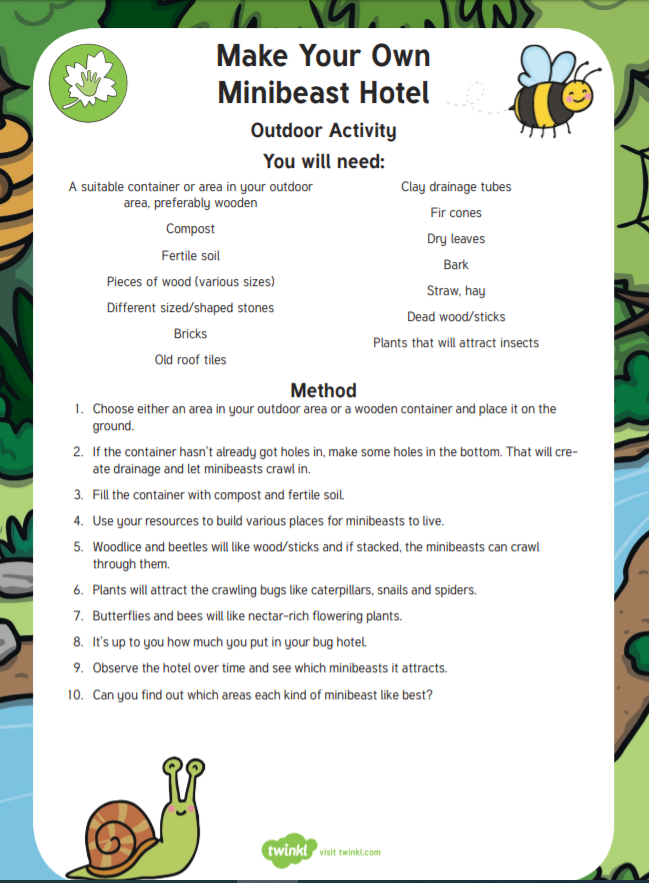 Make Your Own
Minibeast Hotel
Outdoor Activity
You will need:
A suitable container or area in your outdoor
area, preferably wooden
Compost
Fertile soil
Pieces of wood (various sizes)
Different sized/shaped stones
Bricks
Old roof tiles
Clay drainage tubes
Fir cones
Dry leaves
Bark
Straw, hay
Dead wood/sticks
Plants that will attract insects
Method
1. Choose either an area in your outdoor area or a wooden container and place it on the
ground.
2. If the container hasn't already got holes in, make some holes in the bottom. That will cre-
ate drainage and let minibeasts crawl in.
3. Fill the container with compost and fertile soil.
4. Use your resources to build various places for minibeasts to live.
5. Woodlice and beetles will like wood/sticks and if stacked, the minibeasts can crawl
through them.
6. Plants will attract the crawling bugs like caterpillars, snails and spiders.
7. Butterflies and bees will like nectar-rich flowering plants.
8. It's up to you how much you put in your bug hotel.
9. Observe the hotel over time and see which minibeasts it attracts.
10. Can you find out which areas each kind of minibeast like best?
twinkl visit twinkl.com